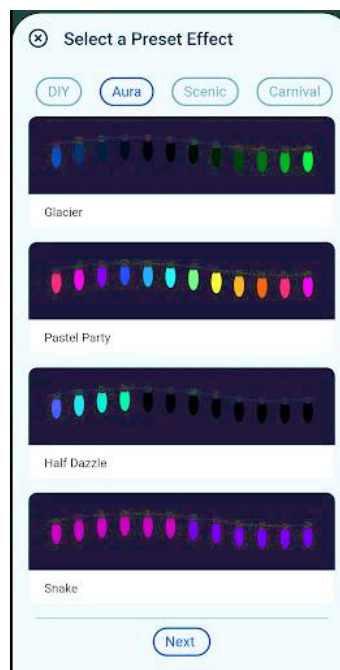 Select a Preset Effect
DIY Aura Scenic Carnival
Glacier
Pastel Party
Half Dazzle
Snake
Next